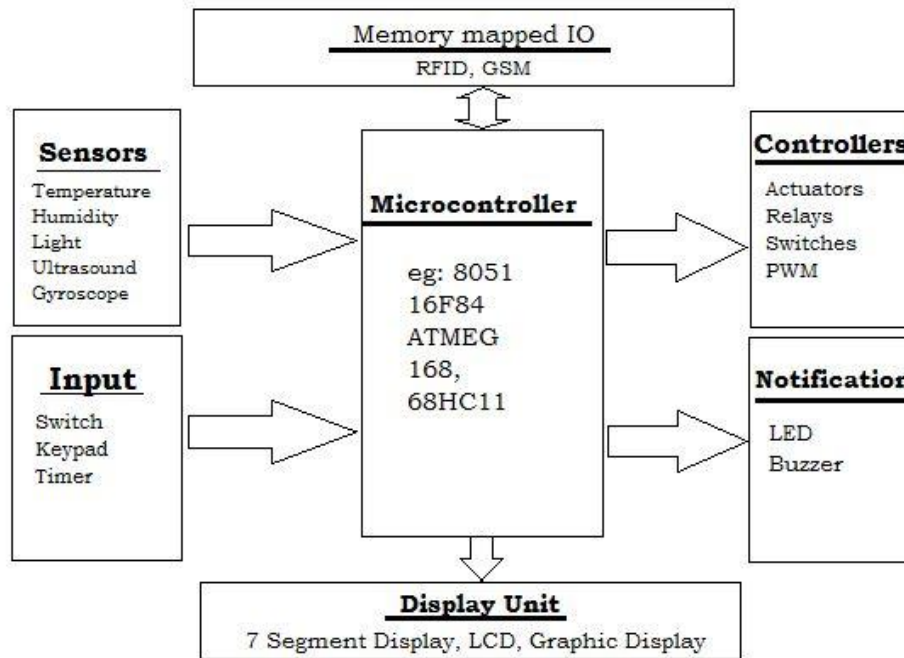 Memory mapped IO
RFID, GSM
Sensors
Temperature
Humidity
Light
Ultrasound
Gyroscope
Microcontroller
eg: 8051
16F84
ATMEG
168,
68HC11
Controllers
Actuators
Relays
Switches
PWM
Input
Switch
Keypad
Timer
Notification
LED
Buzzer
Display Unit
7 Segment Display, LCD, Graphic Display